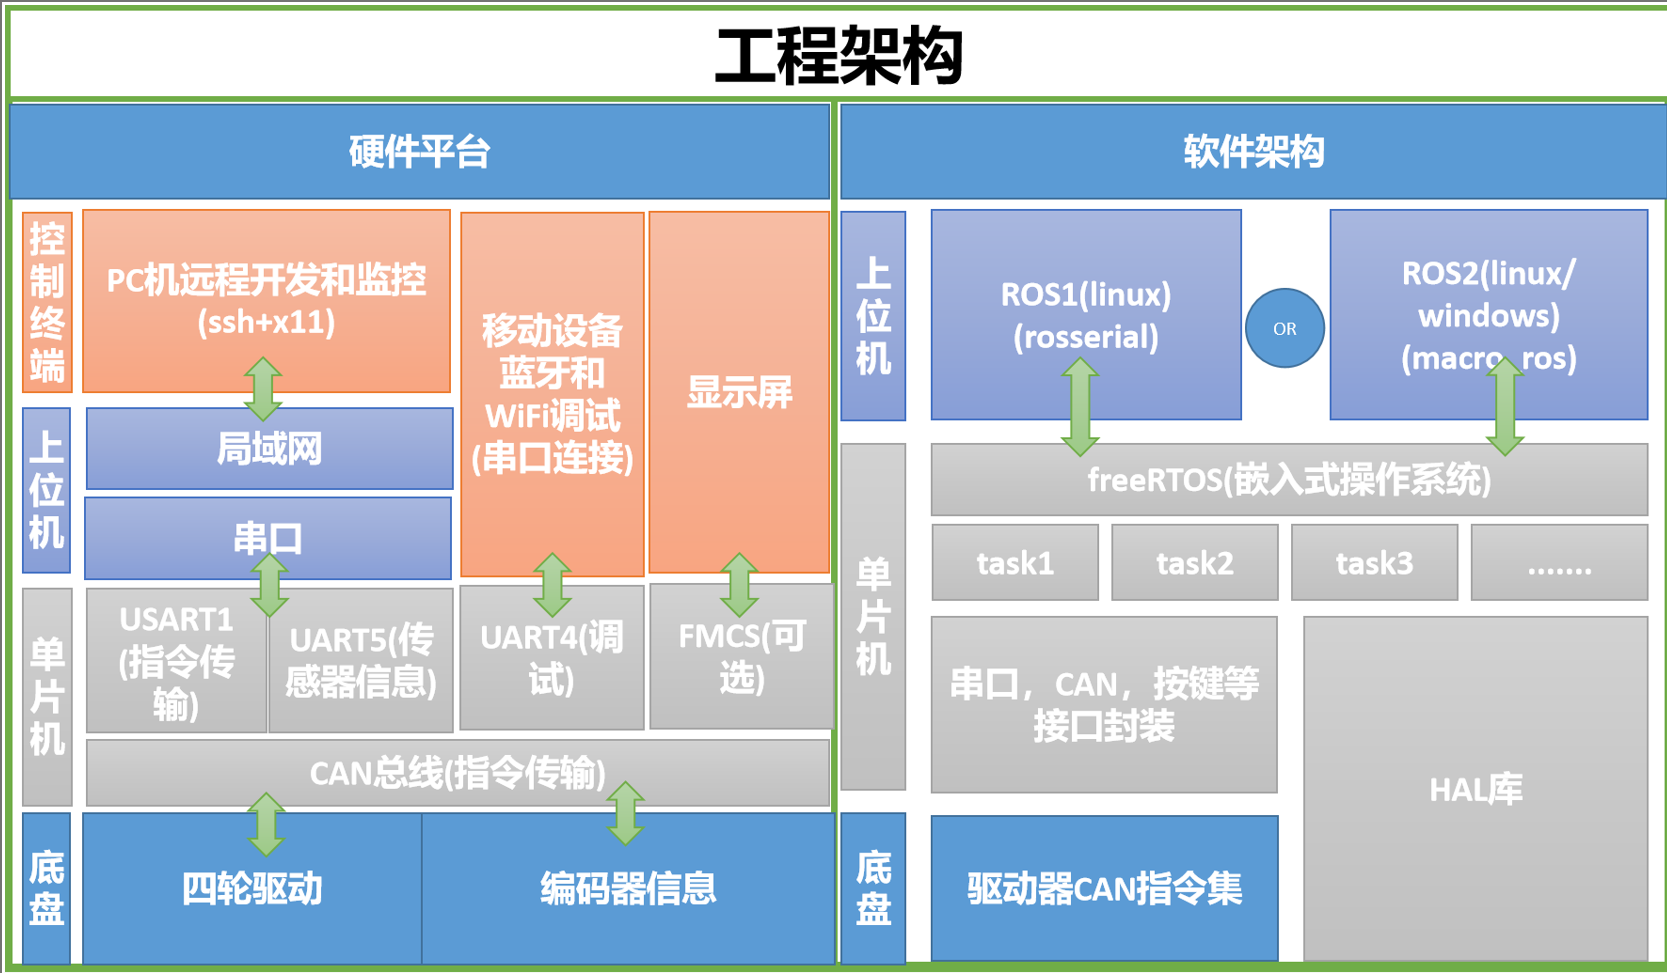 工程架构
硬件平台
控
制
终
端
PC机远程开发和监控
(ssh+x11)
移动设备
蓝牙和
WiFi调试
(串口连接)
显示屏
上
位
机
局域网
串口
单
片
机
USART1
(指令传
输)
UART5(传
感器信息)
UART4(调
试)
FMCS(可
选)
CAN总线(指令传输)
底
盘
四轮驱动
编码器信息
软件架构
上
位
机
ROS1(linux)
(rosserial)
OR
ROS2(linux/
windows)
(macro_ros)
单
片
机
freeRTOS(嵌入式操作系统)
task1
task2
task3
.......
串口，CAN，按键等
接口封装
HAL库
底
盘
驱动器CAN指令集